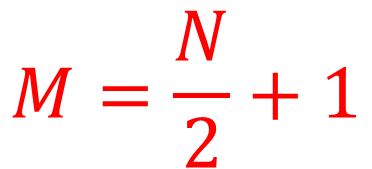 M = N/2 + 1